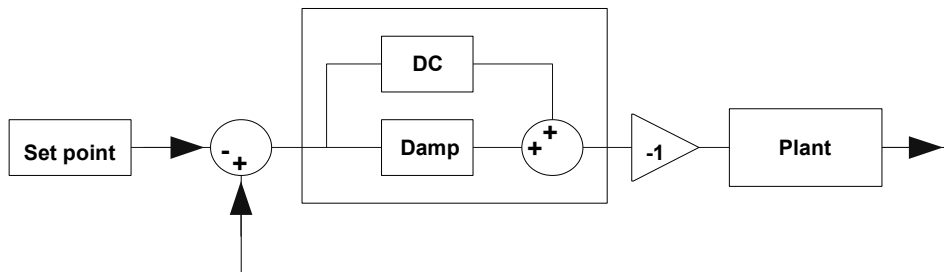 DC
Set point
-
+
Damp
+
+
-1
Plant